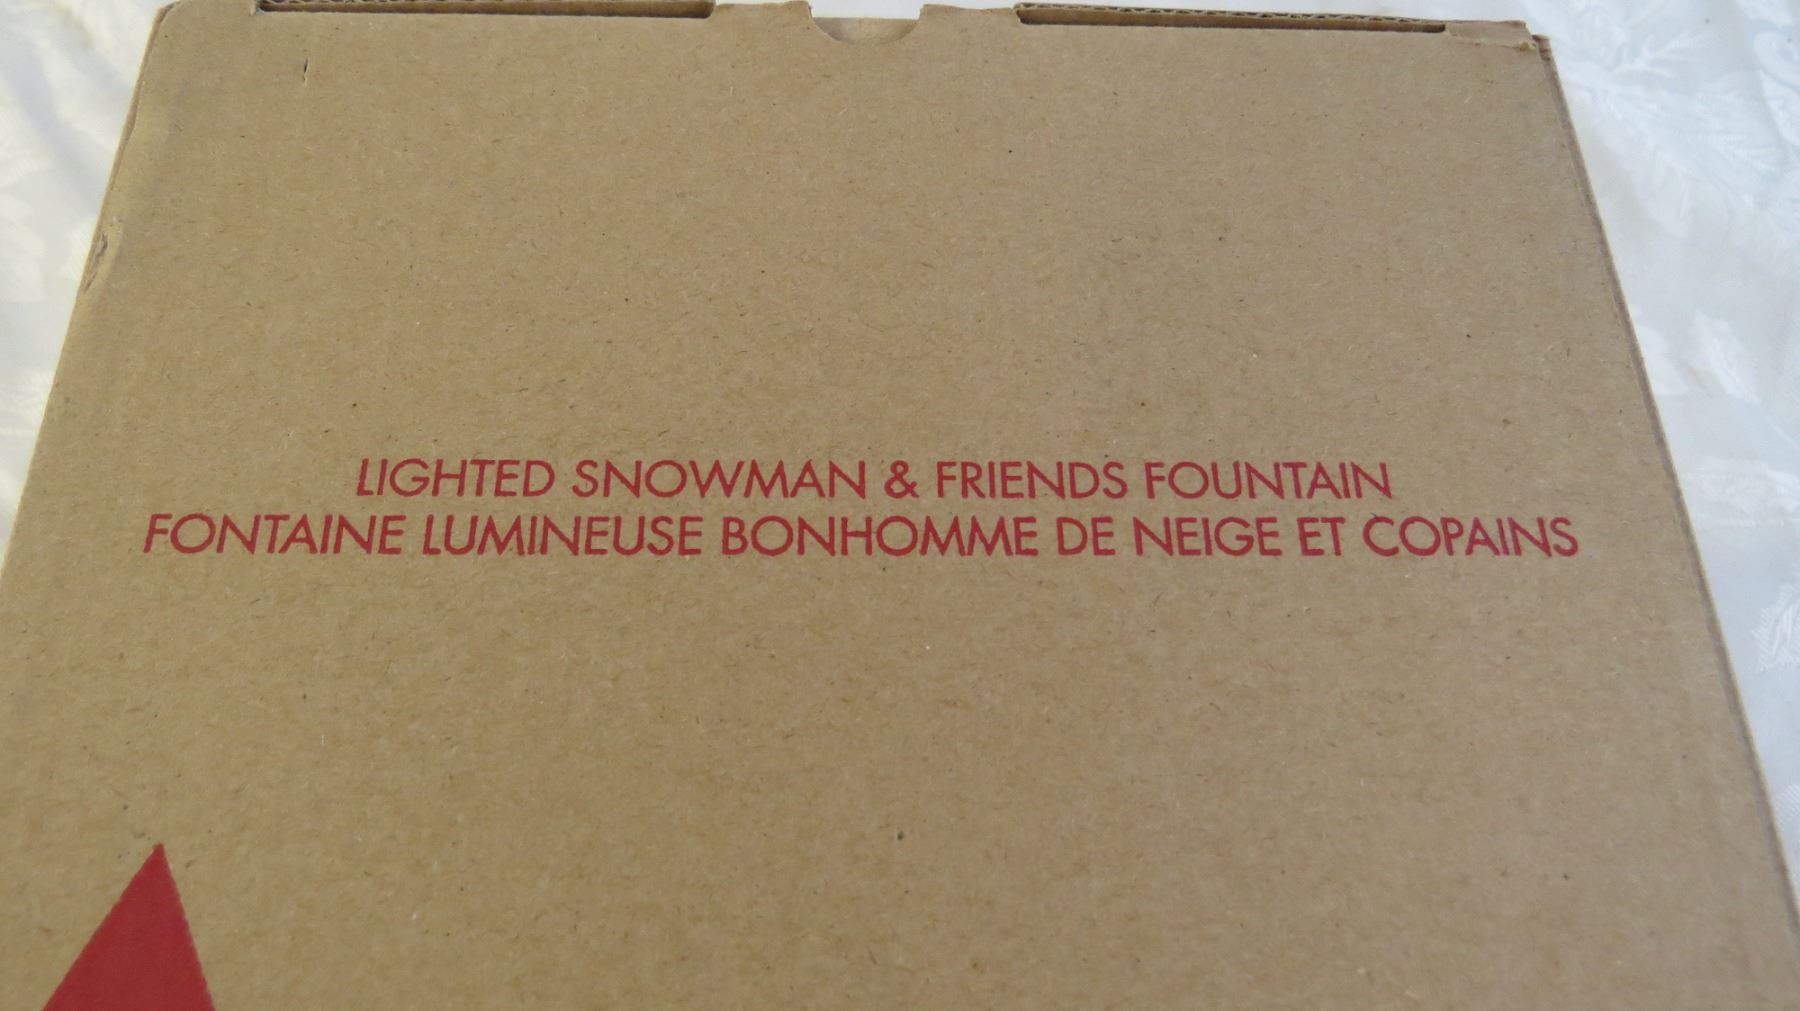 LIGHTED SNOWMAN & FRIENDS FOUNTAIN
FONTAINE LUMINEUSE BONHOMME DE NEIGE ET COPAINS